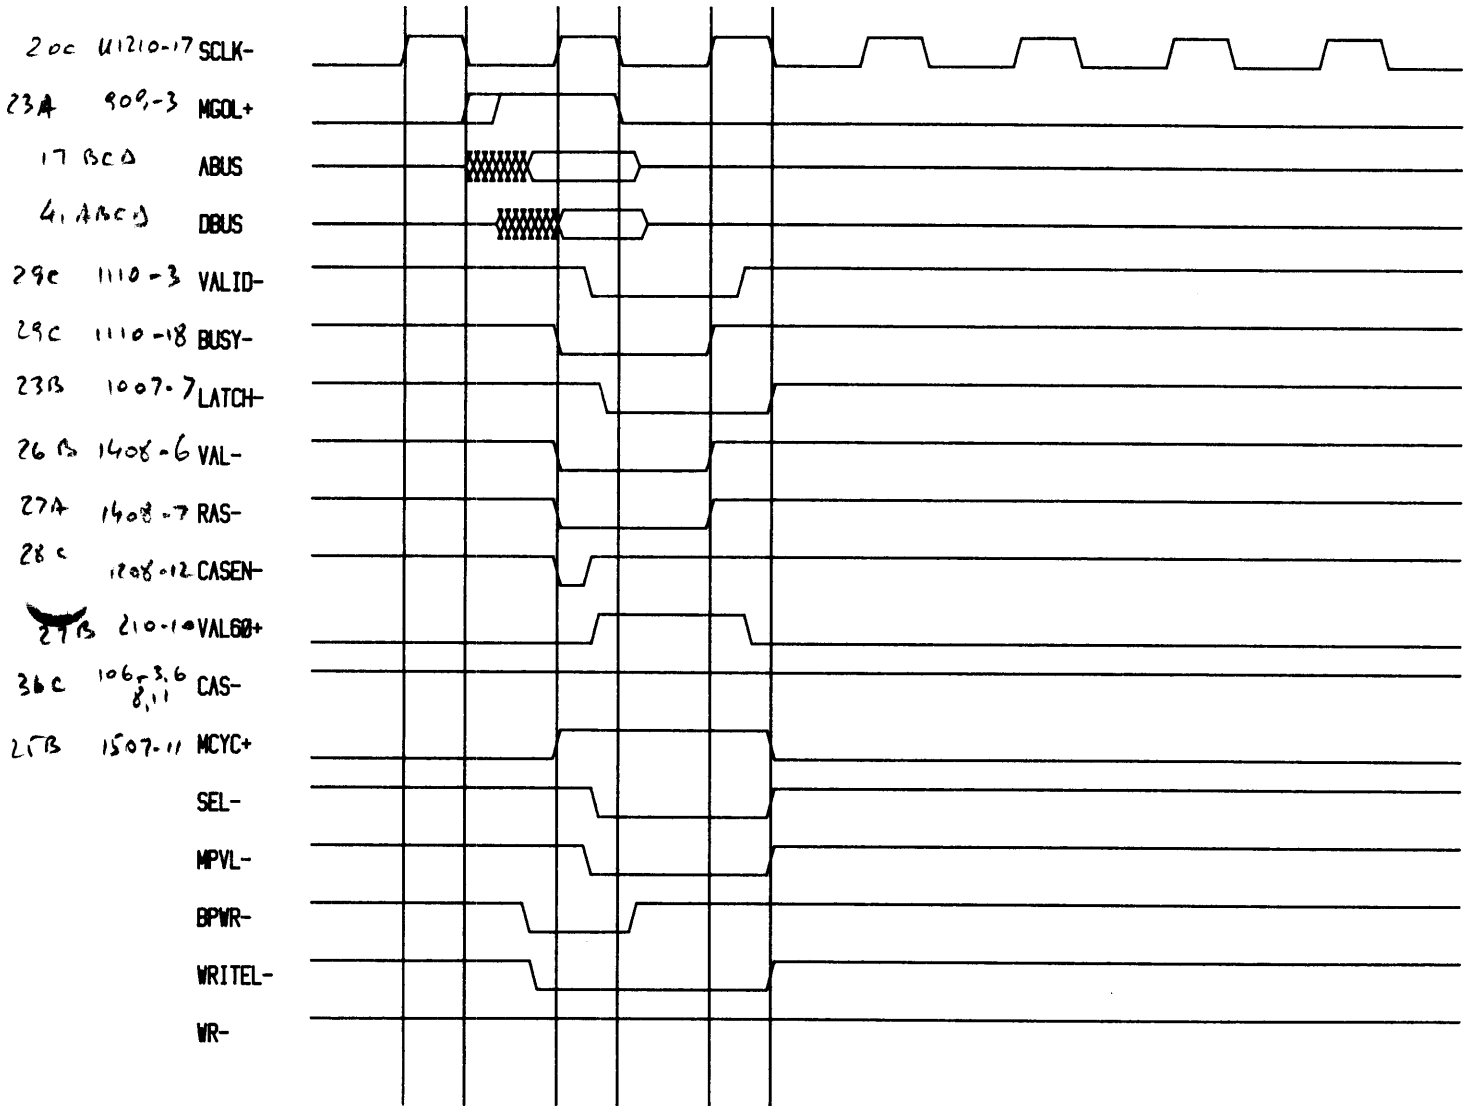 20c U1210-17 SCLK-
23A 909-3 MGOL+
17 BCD ABUS
4, ABCD DBUS
29c 1110-3 VALID-
29C 1110-18 BUSY-
23B 1007-7 LATCH-
26B 1408-6 VAL-
27A 1408-7 RAS-
28c 1208-12 CASEN-
27B 210-10 VAL60+
36C 106-3,6 8,11 CAS-
25B 1507-11 MCYC+
SEL-
MPVL-
BPWR-
WRITEL-
WR-